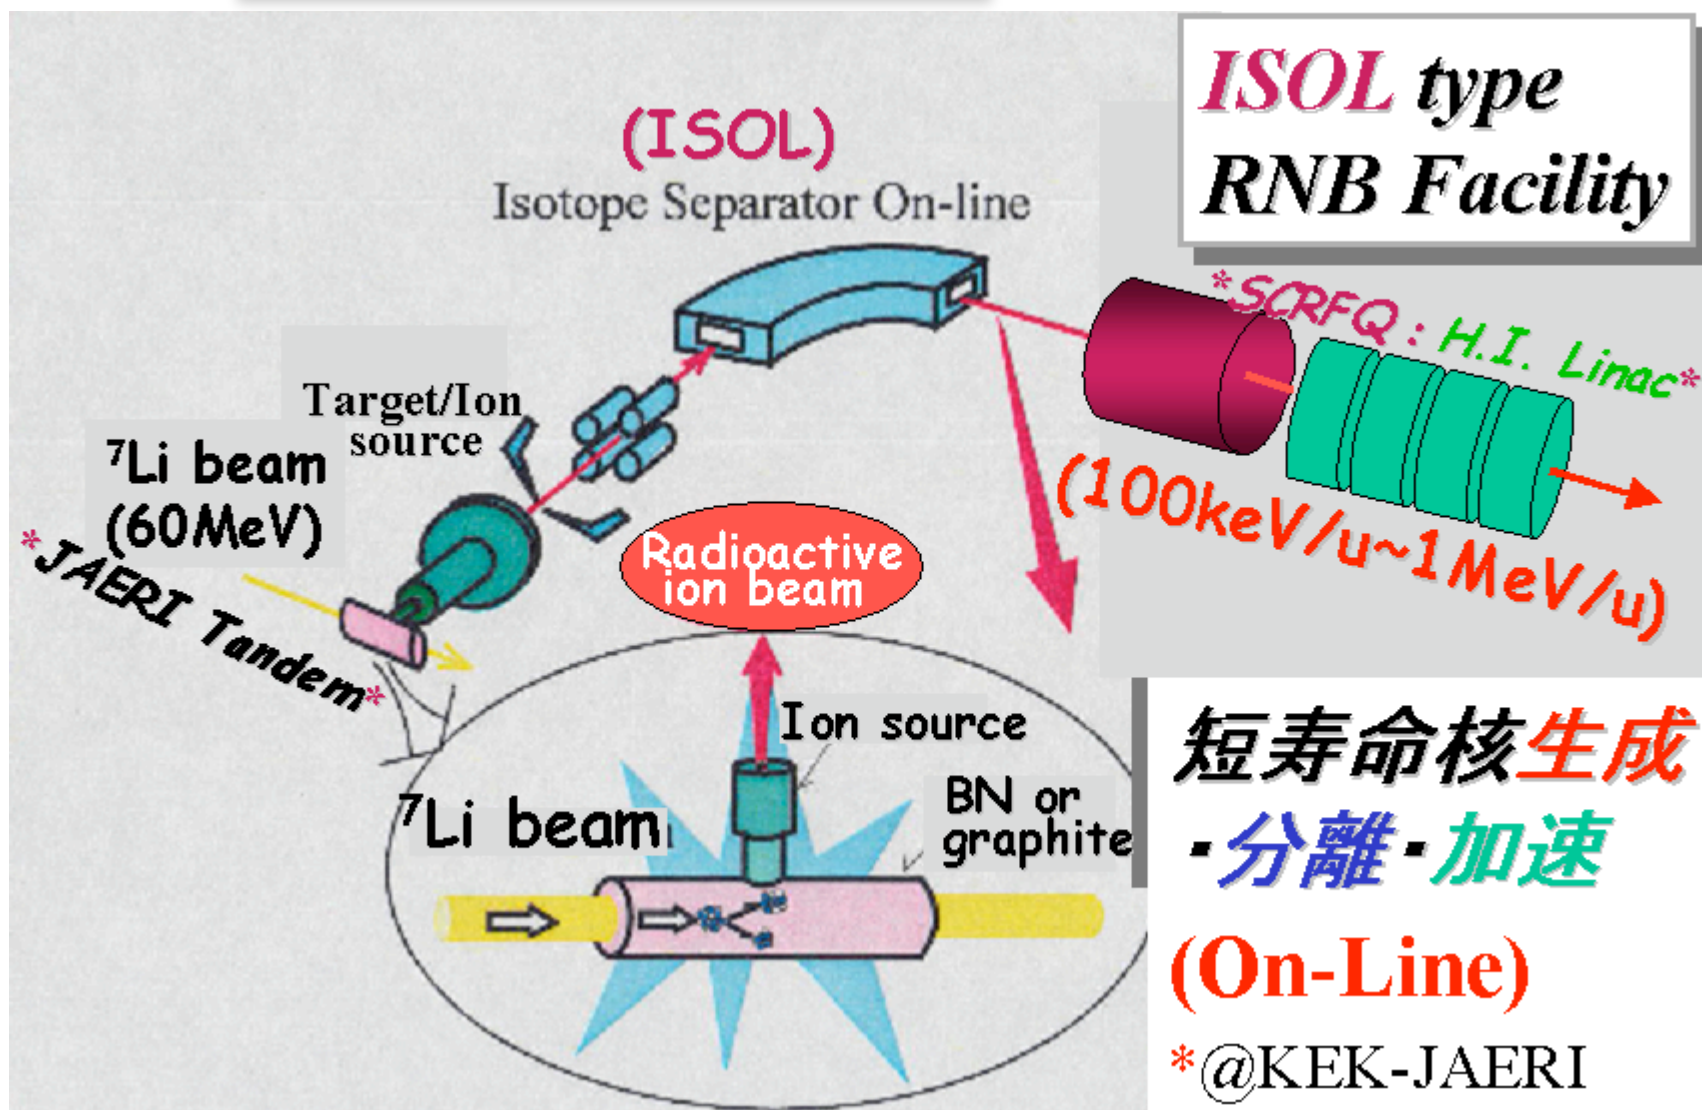 ISOL type
RNB Facility
(ISOL)
Isotope Separator On-line
*SCRFQ : H.I. Linac*
(100keV/u~1MeV/u)
Target/Ion
source
⁷Li beam
(60MeV)
*JAERI Tandem*
Radioactive
ion beam
Ion source
BN or
graphite
⁷Li beam
短寿命核生成
・分離・加速
(On-Line)
*@KEK-JAERI